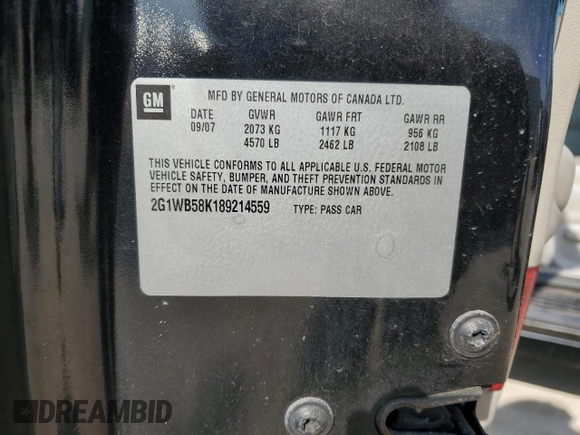 GM
MFD BY GENERAL MOTORS OF CANADA LTD.
DATE GVWR GAWR FRT GAWR RR
09/07 2073 KG 1117 KG 956 KG
4570 LB 2462 LB 2108 LB
THIS VEHICLE CONFORMS TO ALL APPLICABLE U.S. FEDERAL MOTOR
VEHICLE SAFETY, BUMPER, AND THEFT PREVENTION STANDARDS IN
EFFECT ON THE DATE OF MANUFACTURE SHOWN ABOVE.
2G1WB58K189214559 TYPE: PASS CAR
DREAMBID